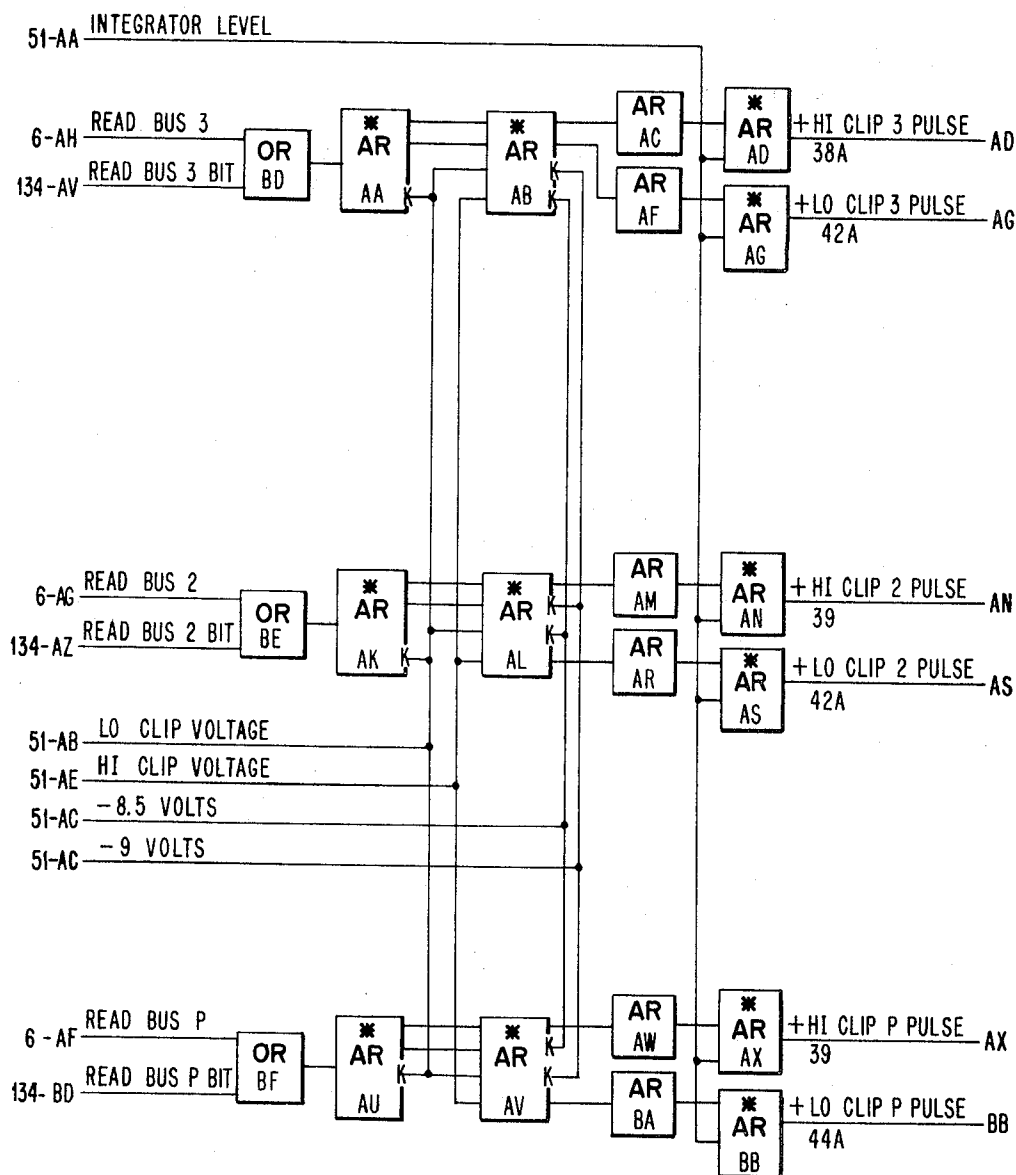 51-AA INTEGRATOR LEVEL
6-AH READ BUS 3
134-AV READ BUS 3 BIT
OR
BD
*
AR
AA
K
*
AR
AB
K
K
AR
AC
AR
AF
*
AR
AD
*
AR
AG
+HI CLIP 3 PULSE
38A
AD
+LO CLIP 3 PULSE
42A
AG
6-AG READ BUS 2
134-AZ READ BUS 2 BIT
OR
BE
*
AR
AK
K
*
AR
AL
K
K
AR
AM
AR
AR
*
AR
AN
*
AR
AS
+HI CLIP 2 PULSE
39
AN
+LO CLIP 2 PULSE
42A
AS
51-AB LO CLIP VOLTAGE
51-AE HI CLIP VOLTAGE
51-AC -8.5 VOLTS
51-AC -9 VOLTS
6-AF READ BUS P
134-BD READ BUS P BIT
OR
BF
*
AR
AU
K
*
AR
AV
K
K
AR
AW
AR
BA
*
AR
AX
*
AR
BB
+HI CLIP P PULSE
39
AX
+LO CLIP P PULSE
44A
BB